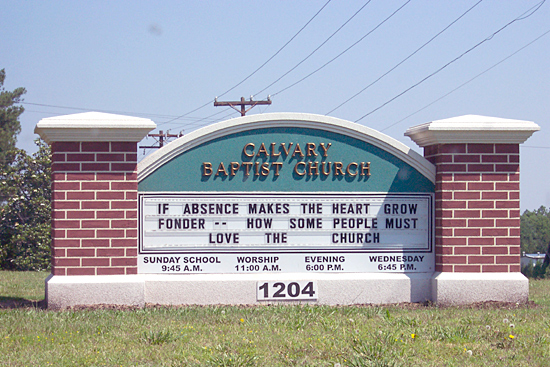 CALVARY
BAPTIST CHURCH
IF ABSENCE MAKES THE HEART GROW
FONDER -- HOW SOME PEOPLE MUST
LOVE THE CHURCH
SUNDAY SCHOOL WORSHIP EVENING WEDNESDAY
9:45 A.M. 11:00 A.M. 6:00 P.M. 6:45 P.M.
1204